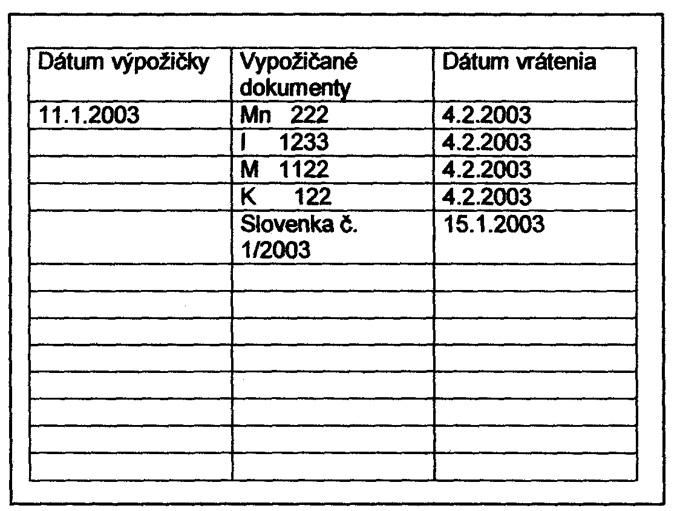 Dátum výpožičky Vypožičané dokumenty Dátum vrátenia
11.1.2003 Mn 222 4.2.2003
I 1233 4.2.2003
M 1122 4.2.2003
K 122 4.2.2003
Slovenka č. 1/2003 15.1.2003